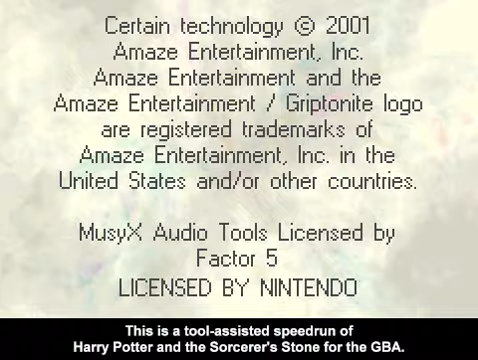 Certain technology © 2001
Amaze Entertainment, Inc.
Amaze Entertainment and the
Amaze Entertainment / Griptonite logo
are registered trademarks of
Amaze Entertainment, Inc. in the
United States and/or other countries.
MusyX Audio Tools Licensed by
Factor 5
LICENSED BY NINTENDO
This is a tool-assisted speedrun of
Harry Potter and the Sorcerer's Stone for the GBA.